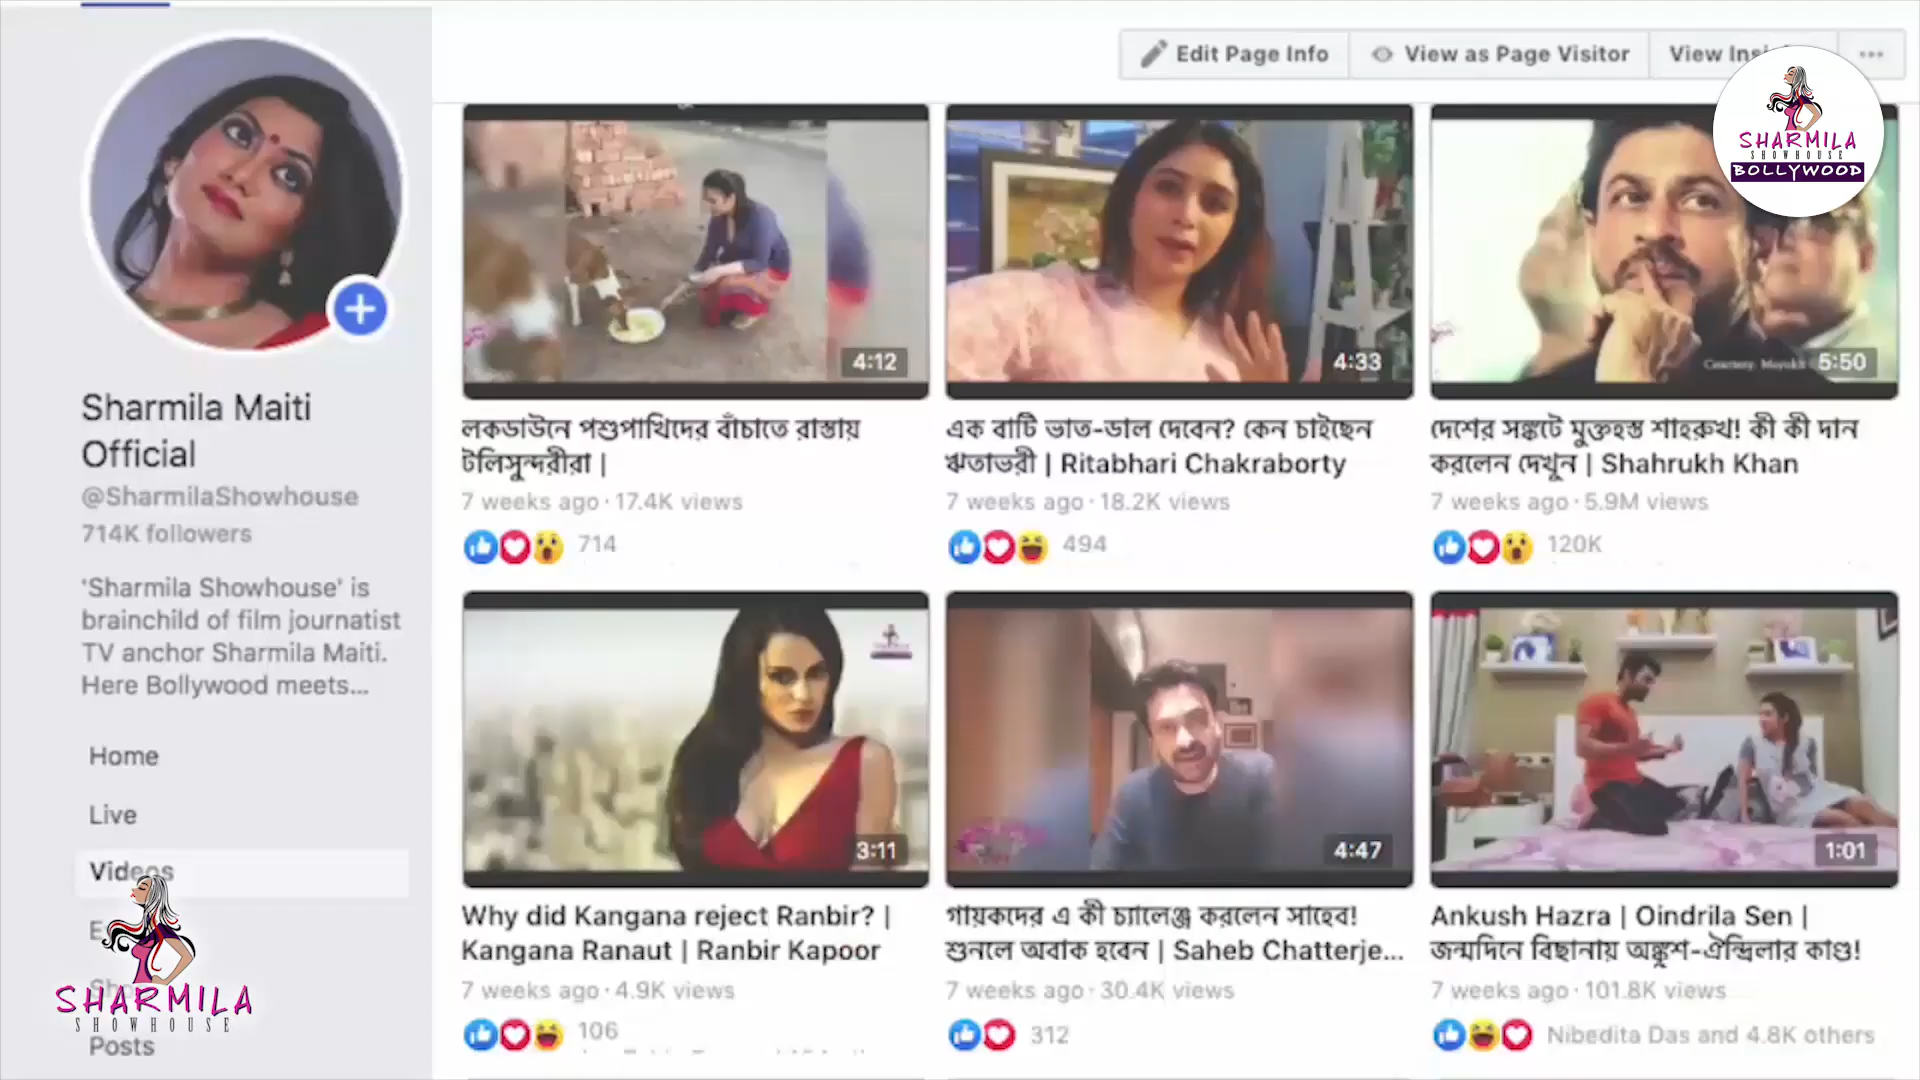 Edit Page Info
View as Page Visitor
View
SHARMILA
SHOWHOUSE
BOLLYWOOD
Sharmila Maiti
Official
@SharmilaShowhouse
714K followers
'Sharmila Showhouse' is
brainchild of film journatist
TV anchor Sharmila Maiti.
Here Bollywood meets...
Home
Live
Videos
Posts
SHARMILA
SHOWHOUSE
4:12
লকডাউনে পশুপাখিদের বাঁচাতে রাস্তায়
টলিসুন্দরীরা |
7 weeks ago · 17.4K views
714
4:33
এক বাটি ভাত-ডাল দেবেন? কেন চাইছেন
ঋতাভরী | Ritabhari Chakraborty
7 weeks ago · 18.2K views
494
Courtesy: 5:50
দেশের সঙ্কটে মুক্তহস্ত শাহরুখ! কী কী দান
করলেন দেখুন | Shahrukh Khan
7 weeks ago · 5.9M views
120K
3:11
Why did Kangana reject Ranbir? |
Kangana Ranaut | Ranbir Kapoor
7 weeks ago · 4.9K views
106
4:47
গায়কদের এ কী চ্যালেঞ্জ করলেন সাহেব!
শুনলে অবাক হবেন | Saheb Chatterje...
7 weeks ago · 30.4K views
312
1:01
Ankush Hazra | Oindrila Sen |
জন্মদিনে বিছানায় অঙ্কুশ-ঐন্দ্রিলার কাণ্ড!
7 weeks ago · 101.8K views
Nibedita Das and 4.8K others